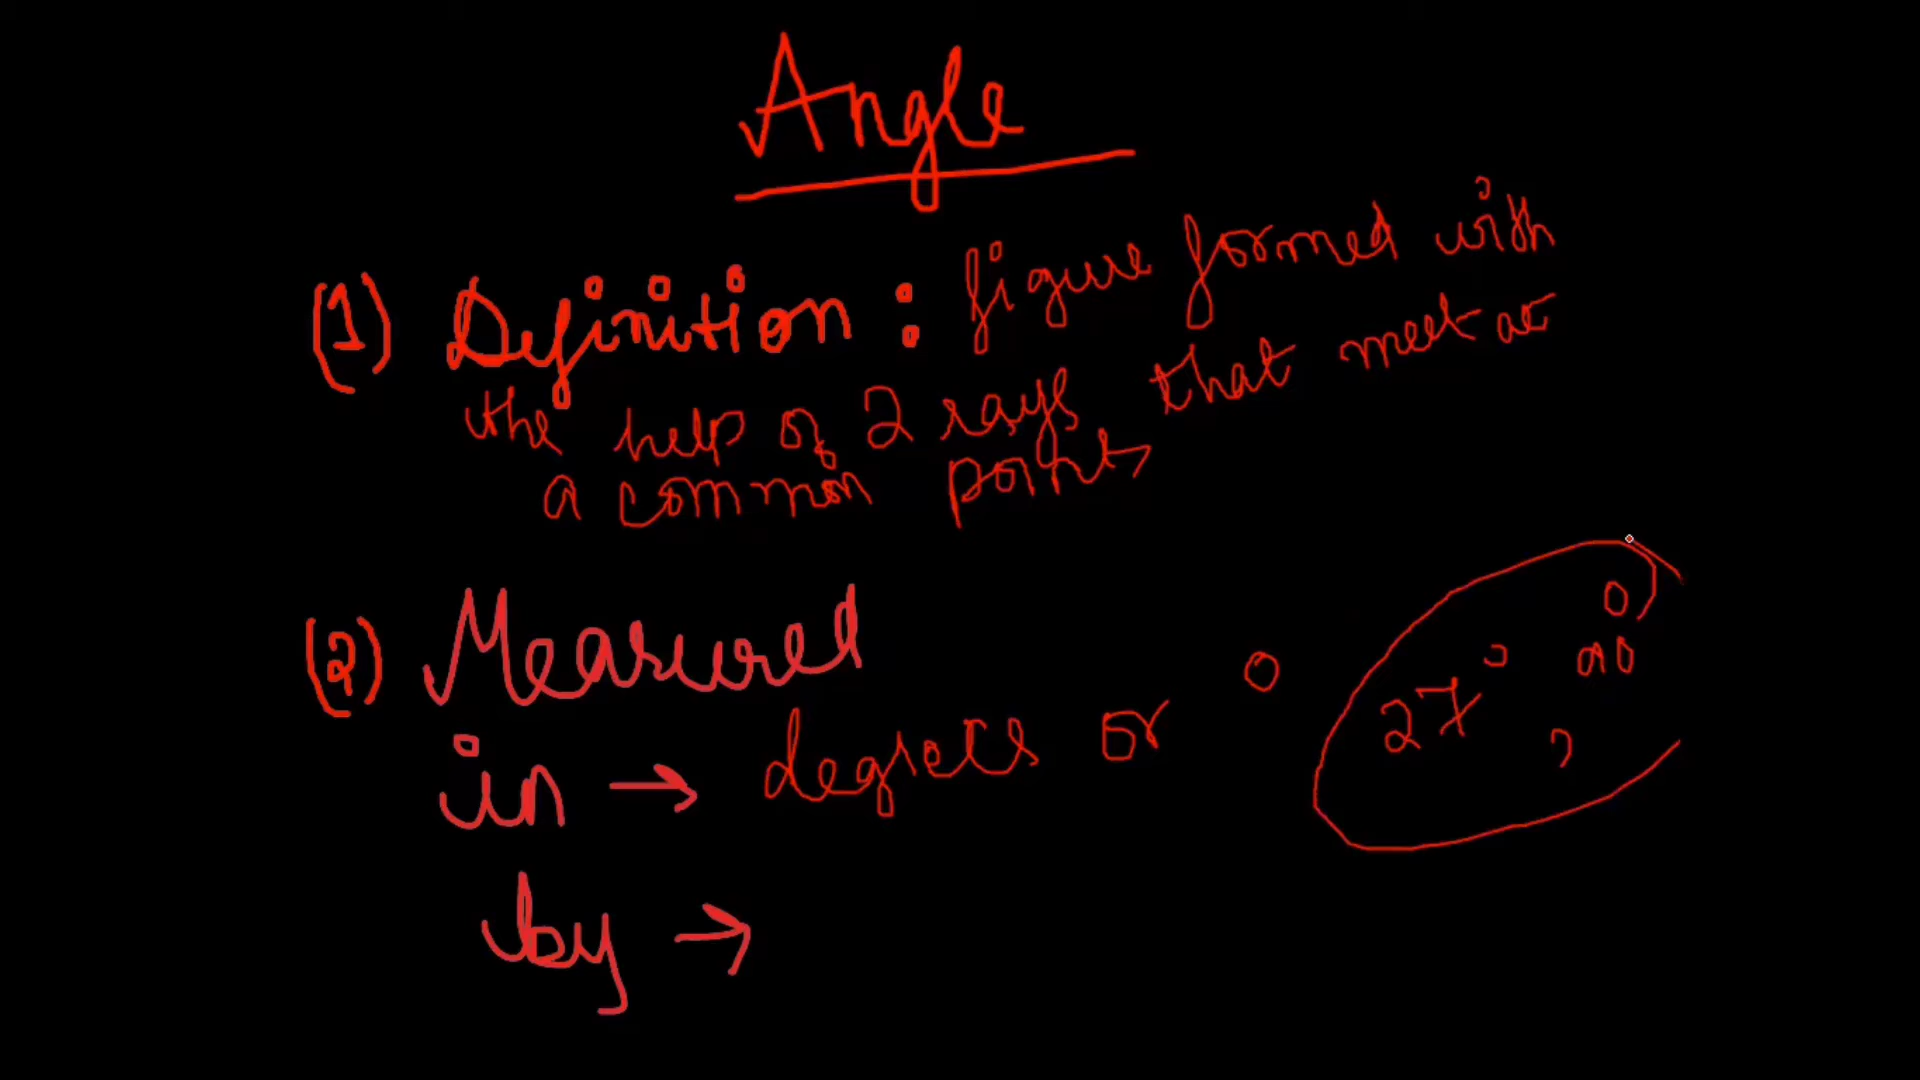 Angle
(1) Definition : figure formed with
the help of 2 rays that meet at
a common point,
(2) Measured
in → degrees or °
27°
by →